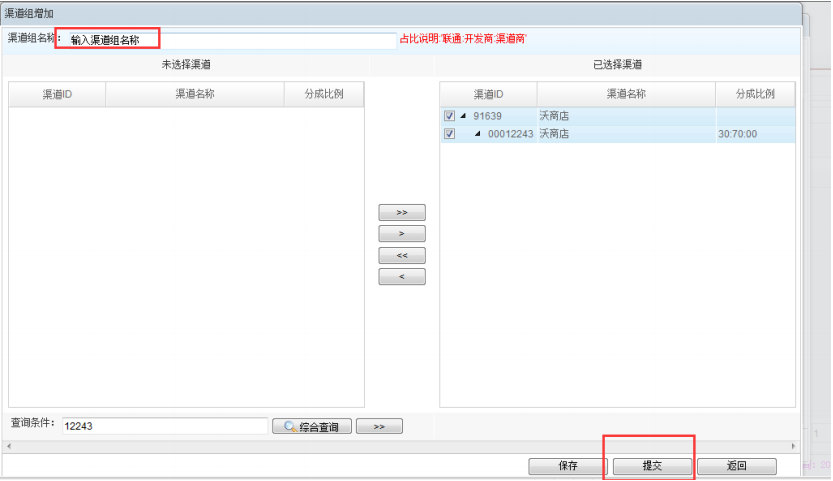 渠道组增加
渠道组名称: 输入渠道组名称 占比说明:'联通:开发商:渠道商'
未选择渠道 已选择渠道
渠道ID 渠道名称 分成比例 渠道ID 渠道名称 分成比例
91639 沃商店
00012243 沃商店 30:70:00
>>
>
<<
<
查询条件: 12243 综合查询 >>
保存 提交 返回